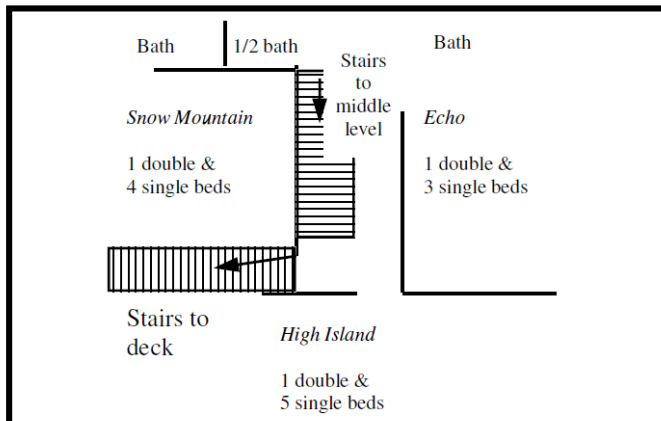 Bath
1/2 bath
Bath
Stairs
to
middle
level
Snow Mountain
1 double &
4 single beds
Echo
1 double &
3 single beds
Stairs to
deck
High Island
1 double &
5 single beds